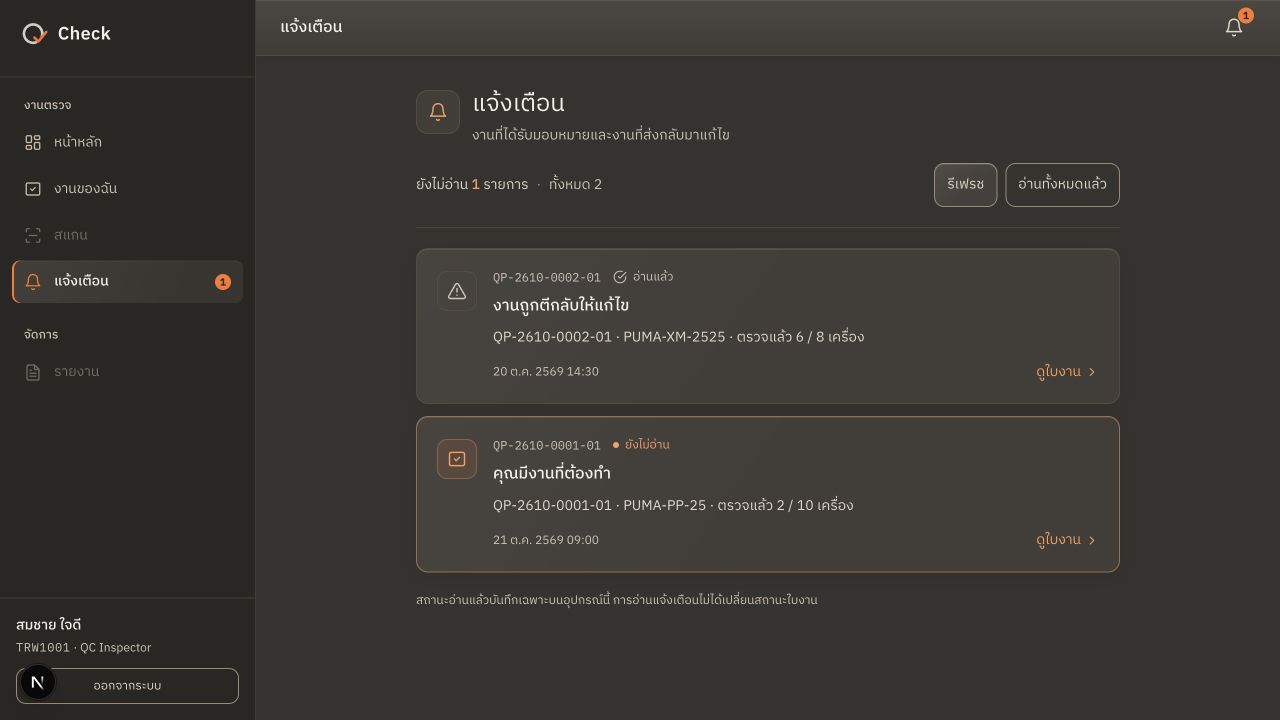 Check
งานตรวจ
หน้าหลัก
งานของฉัน
สแกน
แจ้งเตือน 1
จัดการ
รายงาน
สมชาย ใจดี
TRW1001 · QC Inspector
N ออกจากระบบ
แจ้งเตือน 1
แจ้งเตือน
งานที่ได้รับมอบหมายและงานที่ส่งกลับมาแก้ไข
ยังไม่อ่าน 1 รายการ · ทั้งหมด 2
รีเฟรช อ่านทั้งหมดแล้ว
QP-2610-0002-01 อ่านแล้ว
งานถูกตีกลับให้แก้ไข
QP-2610-0002-01 · PUMA-XM-2525 · ตรวจแล้ว 6 / 8 เครื่อง
20 ต.ค. 2569 14:30 ดูใบงาน
QP-2610-0001-01 ยังไม่อ่าน
คุณมีงานที่ต้องทำ
QP-2610-0001-01 · PUMA-PP-25 · ตรวจแล้ว 2 / 10 เครื่อง
21 ต.ค. 2569 09:00 ดูใบงาน
สถานะอ่านแล้วบันทึกเฉพาะบนอุปกรณ์นี้ การอ่านแจ้งเตือนไม่ได้เปลี่ยนสถานะใบงาน